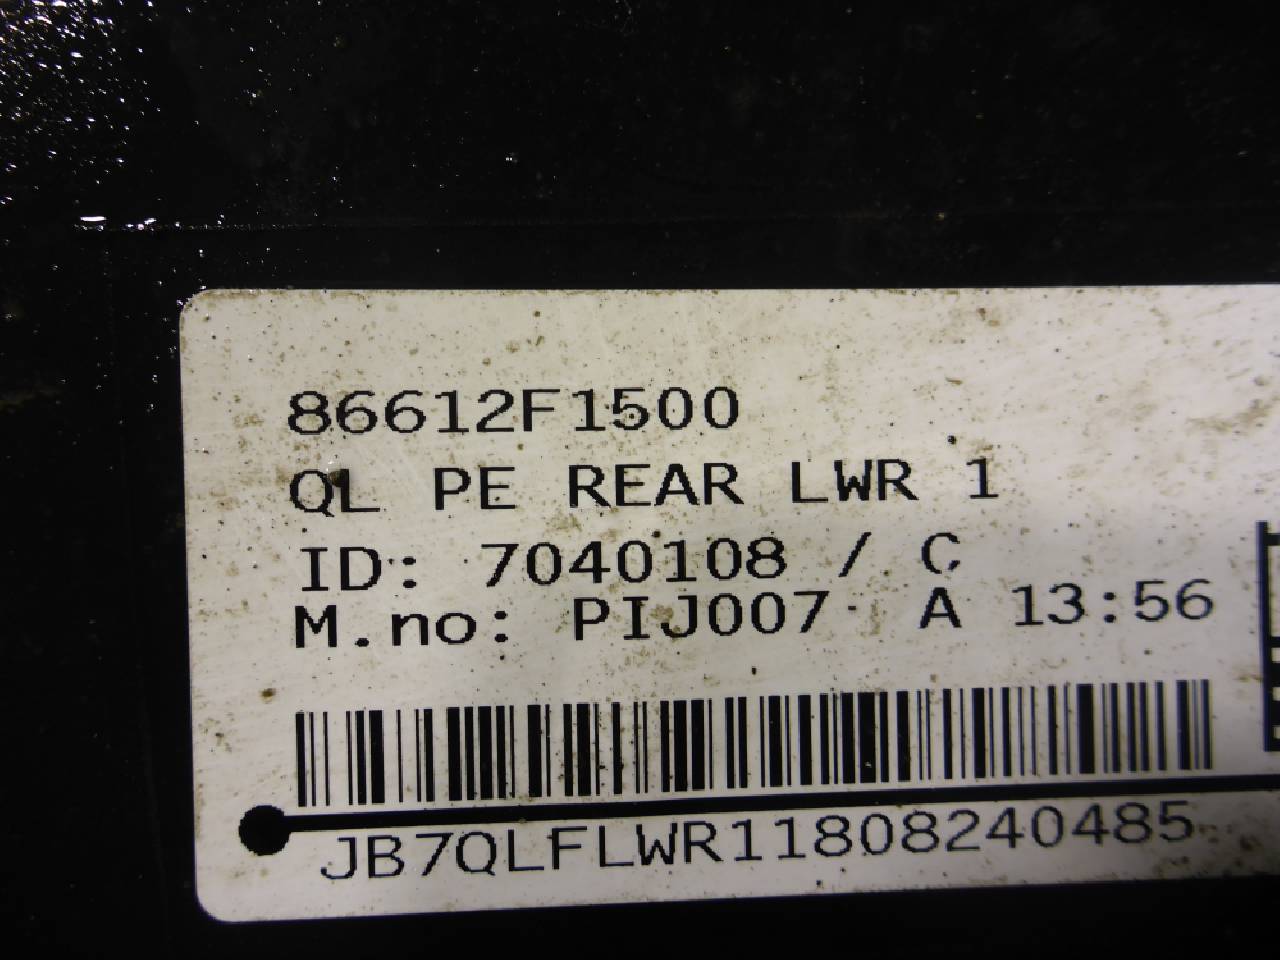 86612F1500
QL PE REAR LWR 1
ID: 7040108 / C
M.no: PIJ007 A 13:56
JB7QLFLWR11808240485